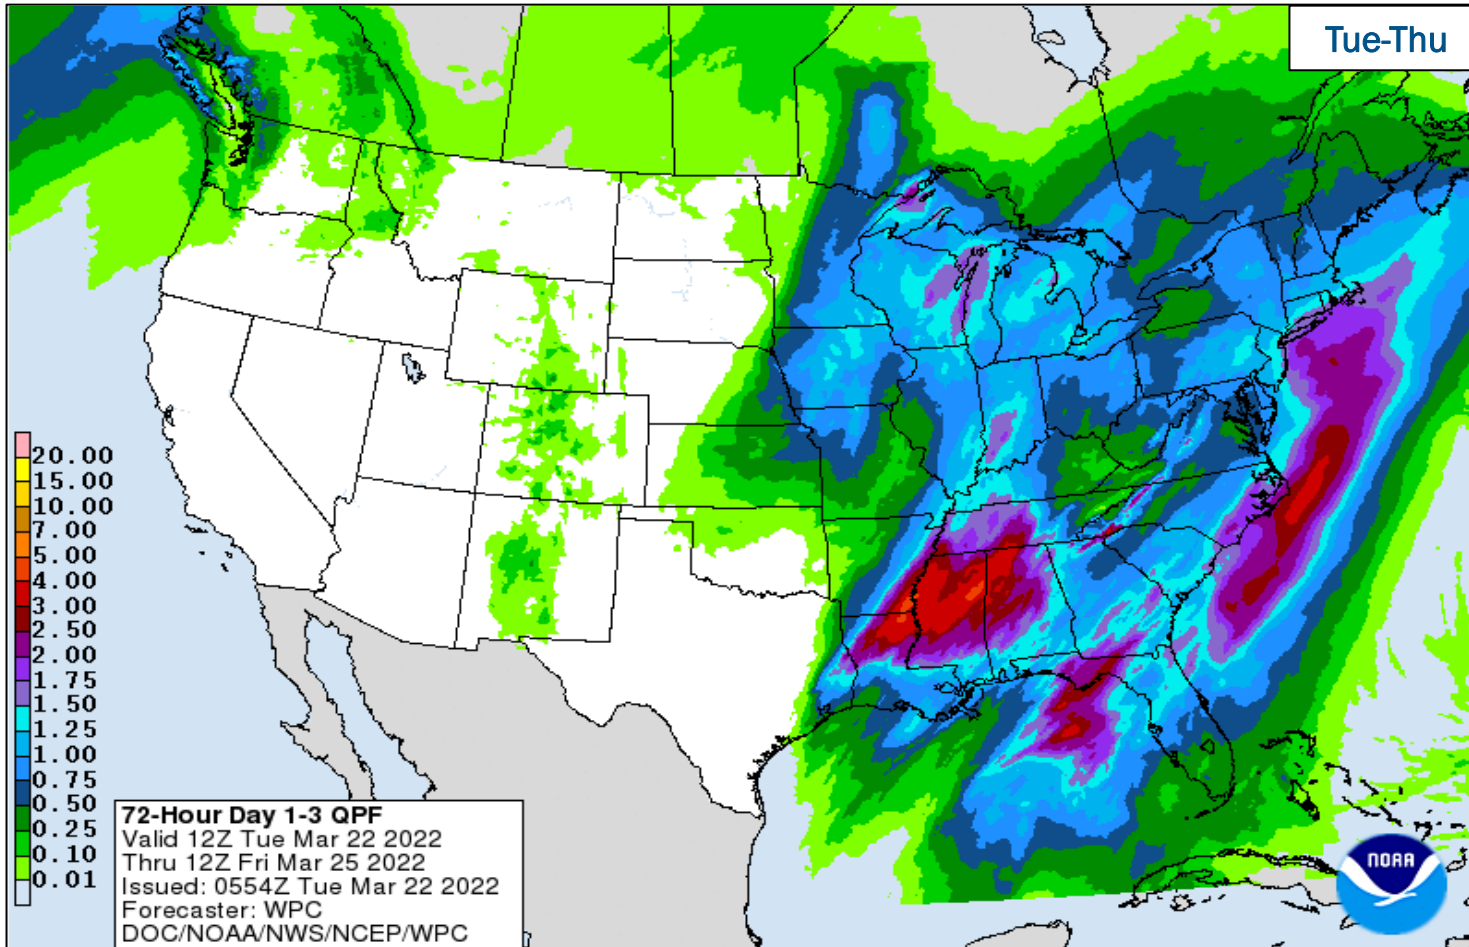 Tue-Thu
20.00
15.00
10.00
7.00
5.00
4.00
3.00
2.50
2.00
1.75
1.50
1.25
1.00
0.75
0.50
0.25
0.10
0.01
72-Hour Day 1-3 QPF
Valid 12Z Tue Mar 22 2022
Thru 12Z Fri Mar 25 2022
Issued: 0554Z Tue Mar 22 2022
Forecaster: WPC
DOC/NOAA/NWS/NCEP/WPC
NOAA